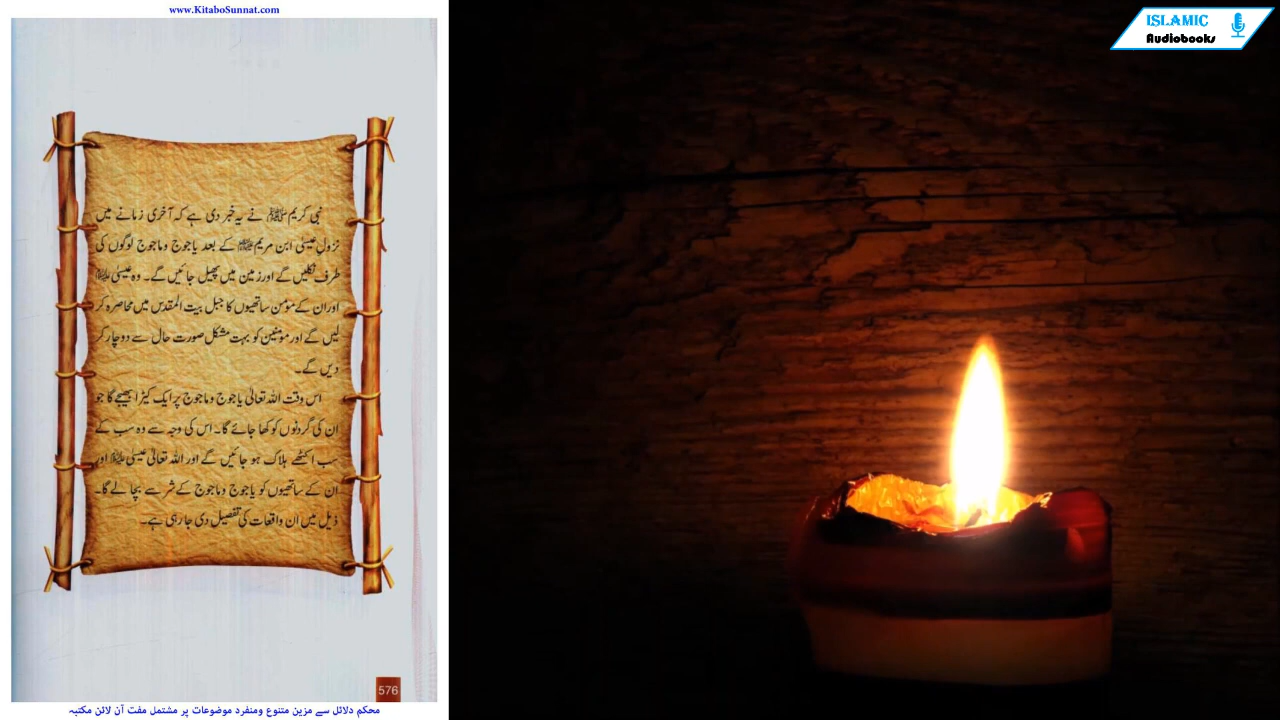 www.KitaboSunnat.com
ISLAMIC
Audiobooks
نبی کریم ﷺ نے یہ خبر دی ہے کہ آخری زمانے میں
نزول عیسیٰ ابن مریم ﷺ کے بعد یاجوج وماجوج لوگوں کی
طرف نکلیں گے اور زمین میں پھیل جائیں گے۔ وہ عیسیٰ
اور ان کے مؤمن ساتھیوں کا جبل بیت المقدس میں محاصرہ کر
لیں گے اور مومنین کو بہت مشکل صورت حال سے دوچار کر
دیں گے۔
اس وقت اللہ تعالیٰ یاجوج وماجوج پر ایک کیڑا بھیجے گا جو
ان کی گردنوں کو کھا جائے گا۔ اس کی وجہ سے وہ سب کے
سب اکٹھے ہلاک ہو جائیں گے اور اللہ تعالیٰ عیسیٰ اور
ان کے ساتھیوں کو یاجوج وماجوج کے شر سے بچا لے گا۔
ذیل میں ان واقعات کی تفصیل دی جا رہی ہے۔
576
محکم دلائل سے مزین متنوع ومنفرد موضوعات پر مشتمل مفت آن لائن مکتبہ